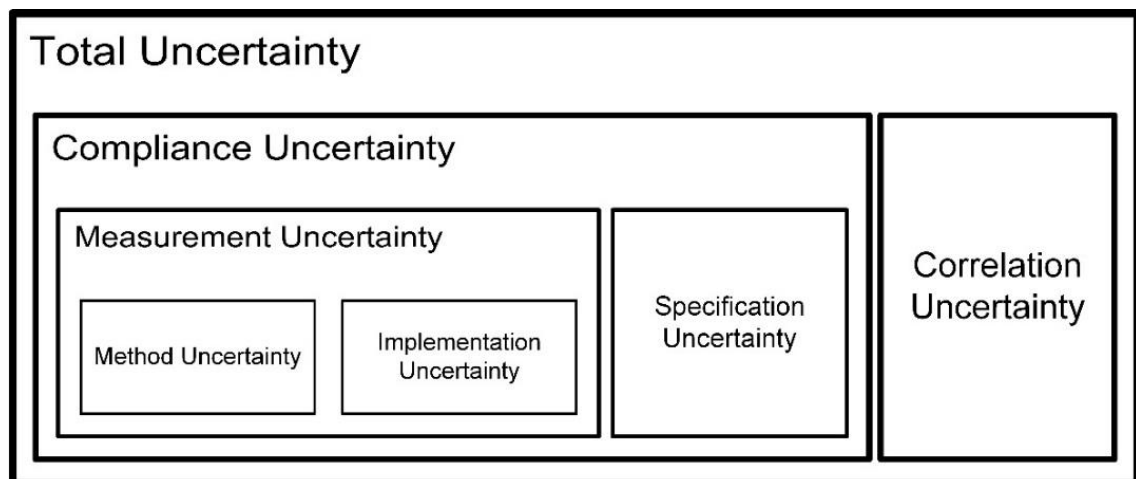 Total Uncertainty
Compliance Uncertainty
Measurement Uncertainty
Method Uncertainty
Implementation
Uncertainty
Specification
Uncertainty
Correlation
Uncertainty